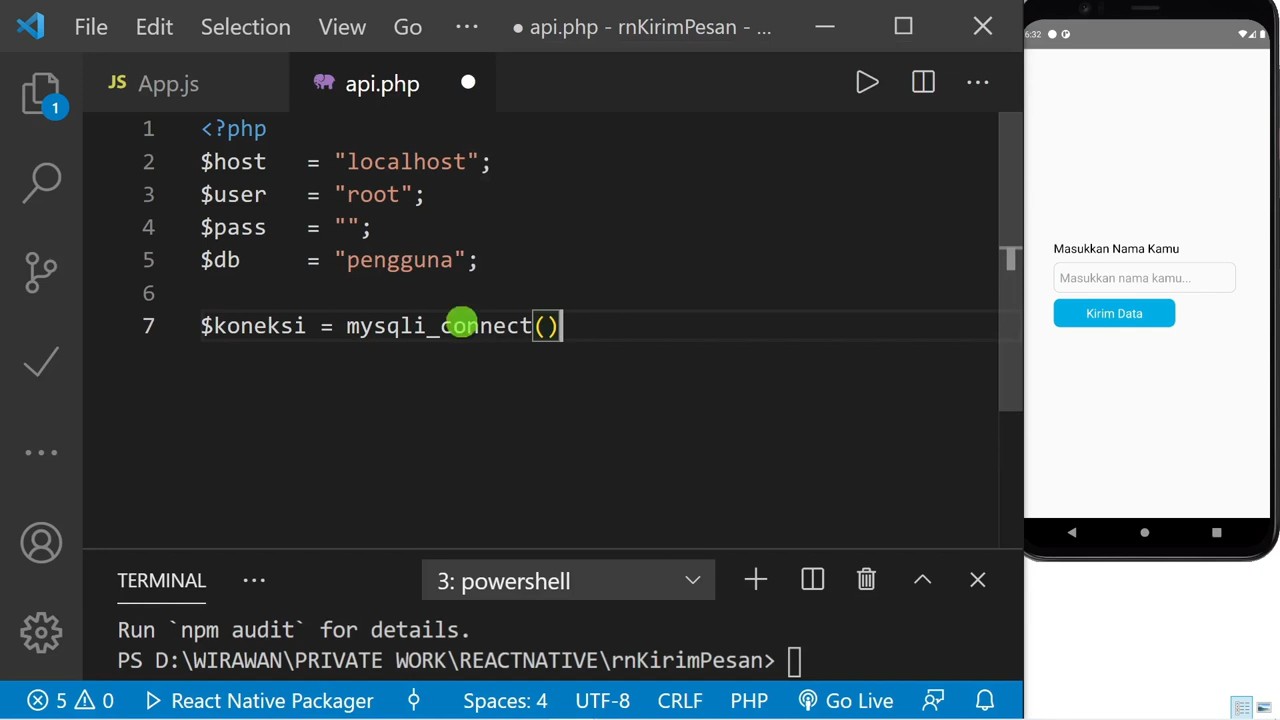 File Edit Selection View Go ··· ● api.php - rnKirimPesan - ...
JS App.js api.php ●
1 <?php
2 $host = "localhost";
3 $user = "root";
4 $pass = "";
5 $db = "pengguna";
6
7 $koneksi = mysqli_connect()
1
TERMINAL ··· 3: powershell
Run `npm audit` for details.
PS D:\WIRAWAN\PRIVATE WORK\REACTNATIVE\rnKirimPesan>
5 0 React Native Packager Spaces: 4 UTF-8 CRLF PHP Go Live
6:32
Masukkan Nama Kamu
Masukkan nama kamu...
Kirim Data